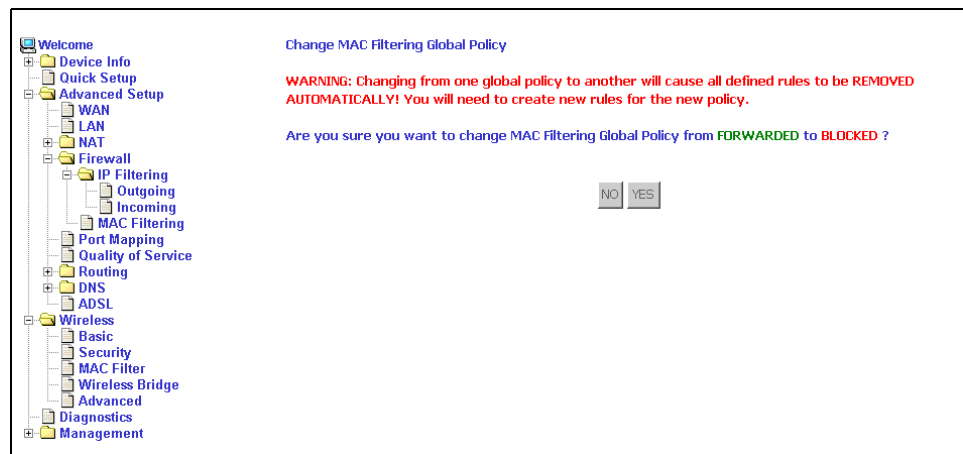 Welcome
Device Info
Quick Setup
Advanced Setup
WAN
LAN
NAT
Firewall
IP Filtering
Outgoing
Incoming
MAC Filtering
Port Mapping
Quality of Service
Routing
DNS
ADSL
Wireless
Basic
Security
MAC Filter
Wireless Bridge
Advanced
Diagnostics
Management
Change MAC Filtering Global Policy
WARNING: Changing from one global policy to another will cause all defined rules to be REMOVED
AUTOMATICALLY! You will need to create new rules for the new policy.
Are you sure you want to change MAC Filtering Global Policy from FORWARDED to BLOCKED ?
NO YES